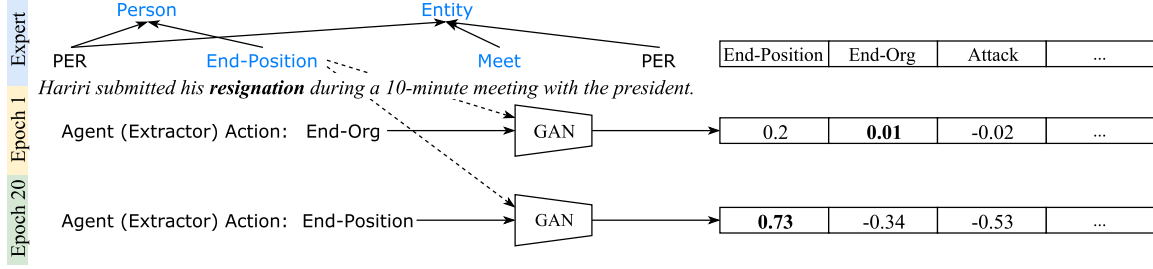 Person Entity
Expert
PER End-Position Meet PER End-Position End-Org Attack ...
Hariri submitted his resignation during a 10-minute meeting with the president.
Epoch 1
Agent (Extractor) Action: End-Org GAN 0.2 0.01 -0.02 ...
Epoch 20
Agent (Extractor) Action: End-Position GAN 0.73 -0.34 -0.53 ...